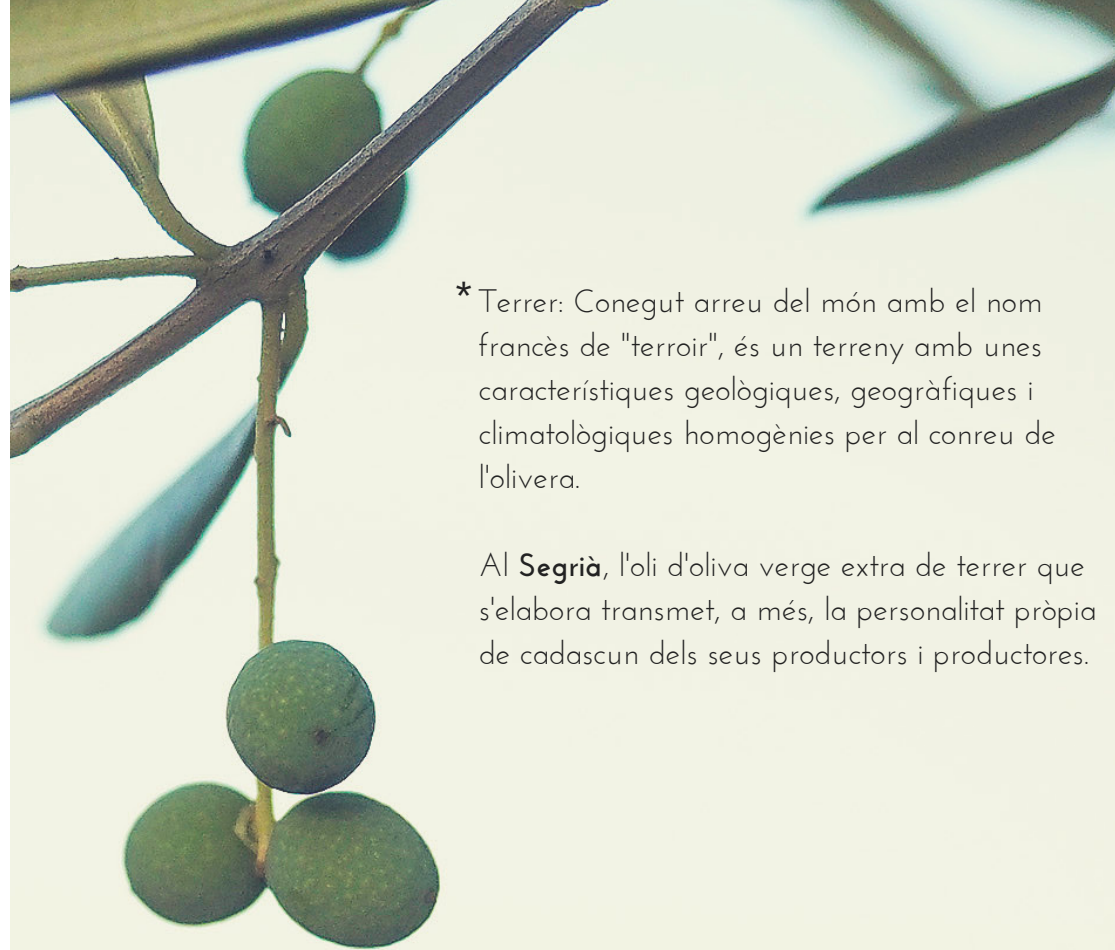 * Terrer: Conegut arreu del món amb el nom
francès de "terroir", és un terreny amb unes
característiques geològiques, geogràfiques i
climatològiques homogènies per al conreu de
l'olivera.
Al Segrià, l'oli d'oliva verge extra de terrer que
s'elabora transmet, a més, la personalitat pròpia
de cadascun dels seus productors i productores.